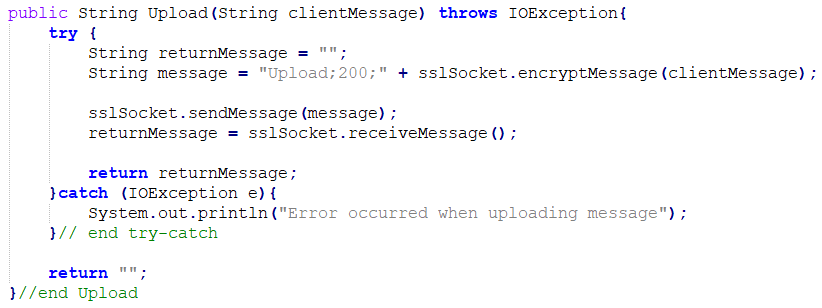 public String Upload(String clientMessage) throws IOException{
try {
String returnMessage = "";
String message = "Upload;200;" + sslSocket.encryptMessage(clientMessage);
sslSocket.sendMessage(message);
returnMessage = sslSocket.receiveMessage();
return returnMessage;
}catch (IOException e){
System.out.println("Error occurred when uploading message");
}// end try-catch
return "";
}//end Upload